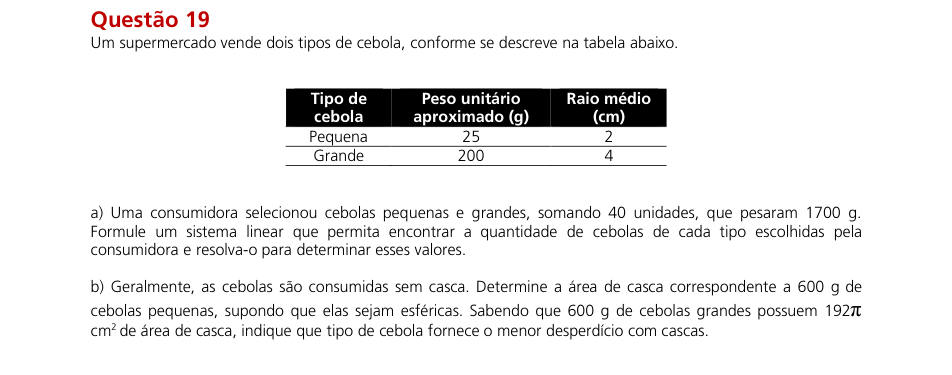 Questão 19
Um supermercado vende dois tipos de cebola, conforme se descreve na tabela abaixo.
Tipo de cebola Peso unitário aproximado (g) Raio médio (cm)
Pequena 25 2
Grande 200 4
a) Uma consumidora selecionou cebolas pequenas e grandes, somando 40 unidades, que pesaram 1700 g.
Formule um sistema linear que permita encontrar a quantidade de cebolas de cada tipo escolhidas pela
consumidora e resolva-o para determinar esses valores.
b) Geralmente, as cebolas são consumidas sem casca. Determine a área de casca correspondente a 600 g de
cebolas pequenas, supondo que elas sejam esféricas. Sabendo que 600 g de cebolas grandes possuem 192π
cm² de área de casca, indique que tipo de cebola fornece o menor desperdício com cascas.